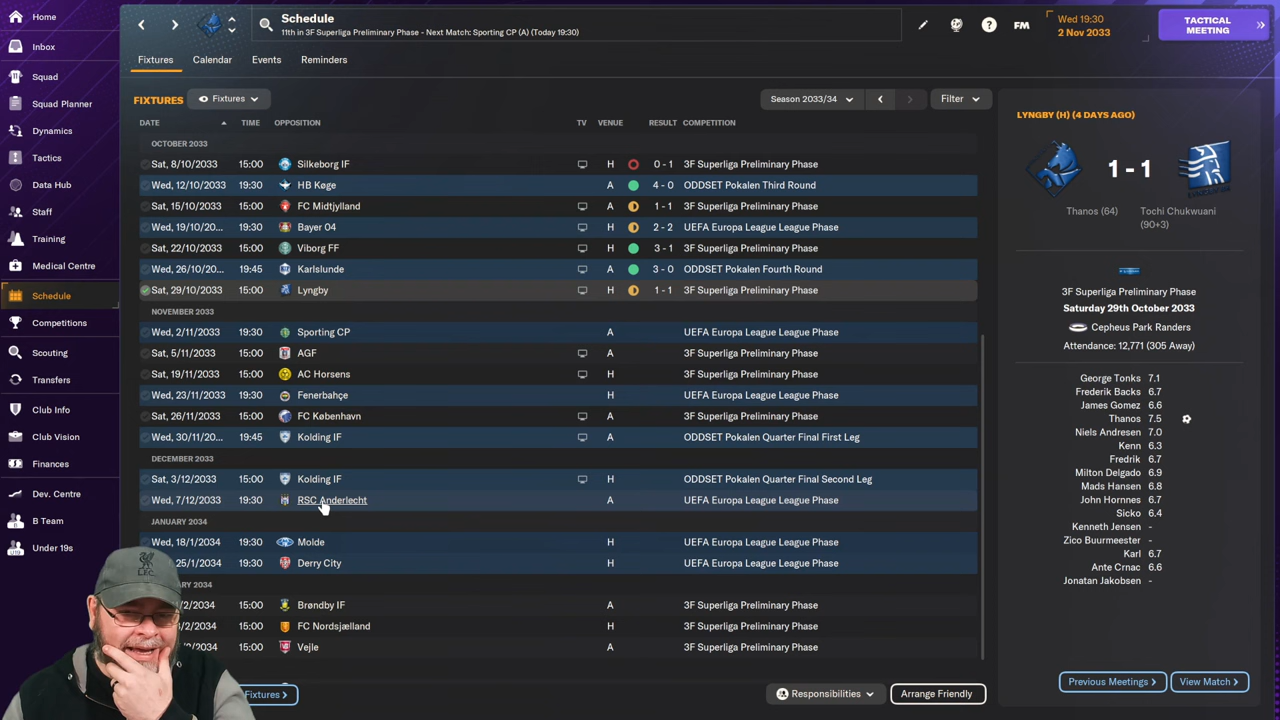 Home
Inbox
Squad
Squad Planner
Dynamics
Tactics
Data Hub
Staff
Training
Medical Centre
Schedule
Competitions
Scouting
Transfers
Club Info
Club Vision
Finances
Dev. Centre
B Team
Under 19s
Schedule
11th in 3F Superliga Preliminary Phase - Next Match: Sporting CP (A) (Today 19:30)
FM
Wed 19:30
2 Nov 2033
TACTICAL MEETING
Fixtures Calendar Events Reminders
FIXTURES Fixtures Season 2033/34 Filter
DATE TIME OPPOSITION TV VENUE RESULT COMPETITION
OCTOBER 2033
Sat, 8/10/2033 15:00 Silkeborg IF H 0 - 1 3F Superliga Preliminary Phase
Wed, 12/10/2033 19:30 HB Køge A 4 - 0 ODDSET Pokalen Third Round
Sat, 15/10/2033 15:00 FC Midtjylland A 1 - 1 3F Superliga Preliminary Phase
Wed, 19/10/20... 19:30 Bayer 04 H 2 - 2 UEFA Europa League League Phase
Sat, 22/10/2033 15:00 Viborg FF H 3 - 1 3F Superliga Preliminary Phase
Wed, 26/10/20... 19:45 Karlslunde A 3 - 0 ODDSET Pokalen Fourth Round
Sat, 29/10/2033 15:00 Lyngby H 1 - 1 3F Superliga Preliminary Phase
NOVEMBER 2033
Wed, 2/11/2033 19:30 Sporting CP A UEFA Europa League League Phase
Sat, 5/11/2033 15:00 AGF A 3F Superliga Preliminary Phase
Sat, 19/11/2033 15:00 AC Horsens H 3F Superliga Preliminary Phase
Wed, 23/11/2033 19:30 Fenerbahçe H UEFA Europa League League Phase
Sat, 26/11/2033 15:00 FC København A 3F Superliga Preliminary Phase
Wed, 30/11/20... 19:45 Kolding IF A ODDSET Pokalen Quarter Final First Leg
DECEMBER 2033
Sat, 3/12/2033 15:00 Kolding IF H ODDSET Pokalen Quarter Final Second Leg
Wed, 7/12/2033 19:30 RSC Anderlecht A UEFA Europa League League Phase
JANUARY 2034
Wed, 18/1/2034 19:30 Molde H UEFA Europa League League Phase
25/1/2034 19:30 Derry City H UEFA Europa League League Phase
2034
/2034 15:00 Brøndby IF A 3F Superliga Preliminary Phase
/2034 15:00 FC Nordsjælland H 3F Superliga Preliminary Phase
/2034 15:00 Vejle A 3F Superliga Preliminary Phase
Fixtures Responsibilities Arrange Friendly
LYNGBY (H) (4 DAYS AGO)
1 - 1
Thanos (64) Tochi Chukwuani (90+3)
3F Superliga Preliminary Phase
Saturday 29th October 2033
Cepheus Park Randers
Attendance: 12,771 (305 Away)
George Tonks 7.1
Frederik Backs 6.7
James Gomez 6.6
Thanos 7.5
Niels Andresen 7.0
Kenn 6.3
Fredrik 6.7
Milton Delgado 6.9
Mads Hansen 6.8
John Hornnes 6.7
Sicko 6.4
Kenneth Jensen -
Zico Buurmeester -
Karl 6.7
Ante Crnac 6.6
Jonatan Jakobsen -
Previous Meetings View Match